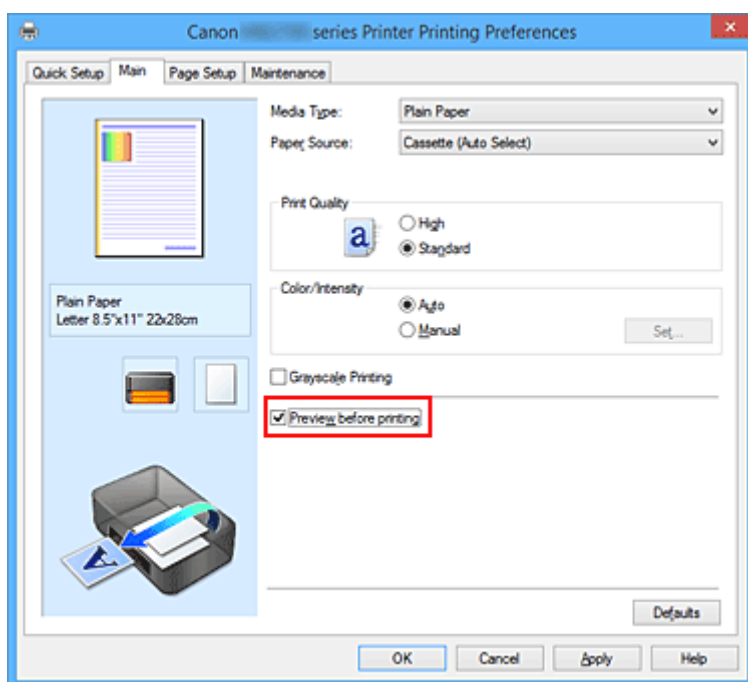 Canon series Printer Printing Preferences
Quick Setup Main Page Setup Maintenance
Media Type: Plain Paper
Paper Source: Cassette (Auto Select)
Print Quality
a
High
Standard
Color/Intensity
Auto
Manual
Set...
Plain Paper
Letter 8.5"x11" 22x28cm
Grayscale Printing
Preview before printing
A
Defaults
OK Cancel Apply Help